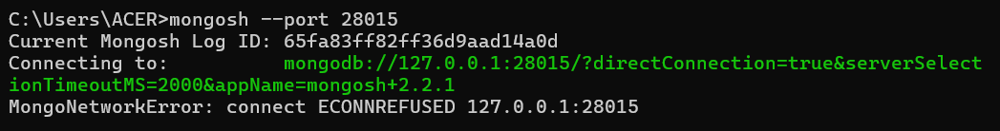 C:\Users\ACER>mongosh --port 28015
Current Mongosh Log ID: 65fa83ff82ff36d9aad14a0d
Connecting to:          mongodb://127.0.0.1:28015/?directConnection=true&serverSelect
ionTimeoutMS=2000&appName=mongosh+2.2.1
MongoNetworkError: connect ECONNREFUSED 127.0.0.1:28015